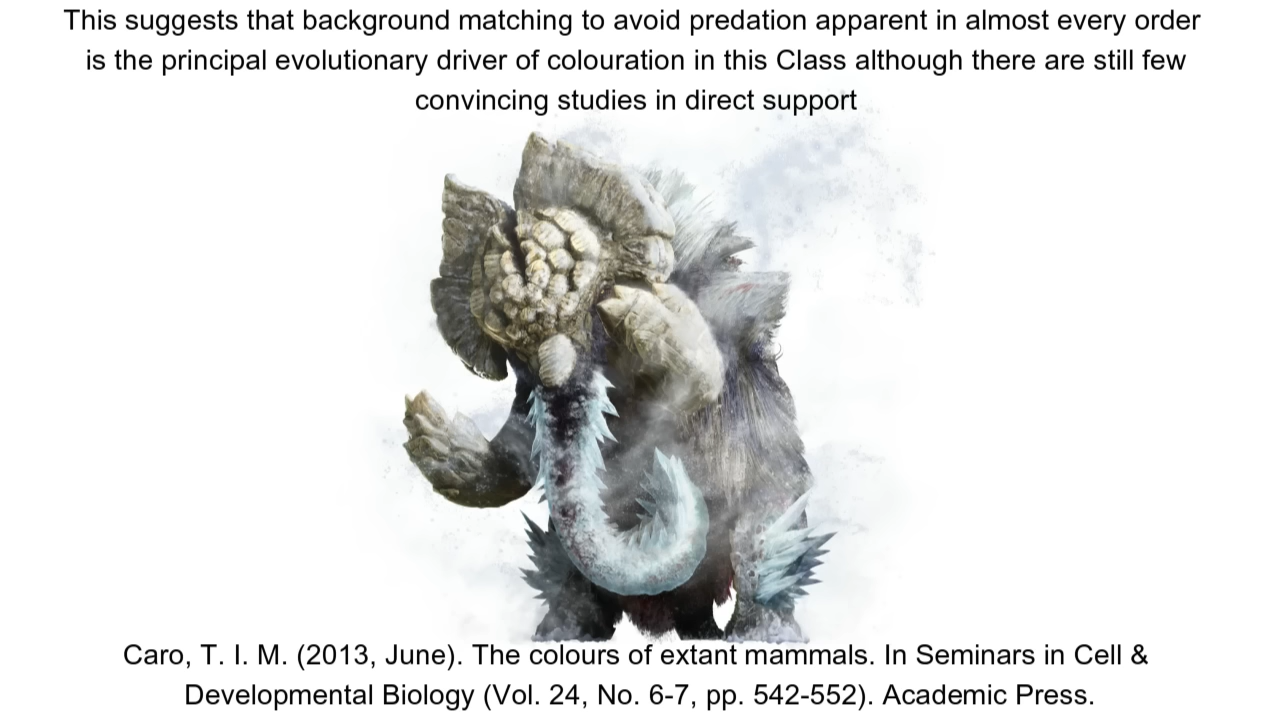 This suggests that background matching to avoid predation apparent in almost every order
is the principal evolutionary driver of colouration in this Class although there are still few
convincing studies in direct support
Caro, T. I. M. (2013, June). The colours of extant mammals. In Seminars in Cell &
Developmental Biology (Vol. 24, No. 6-7, pp. 542-552). Academic Press.